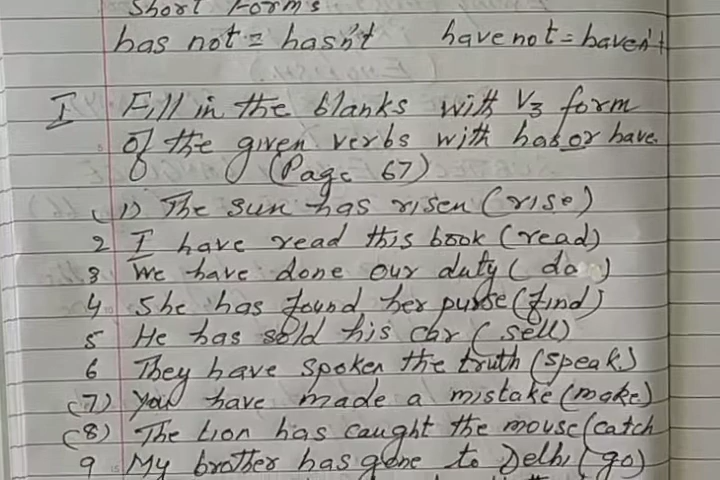 Short Forms
has not = hasn't have not = haven't
I Fill in the blanks with V3 form
of the given verbs with has or have
(Page 67)
(1) The sun has risen (rise)
2 I have read this book (read)
3 We have done our duty (do)
4 She has found her purse (find)
5 He has sold his car (sell)
6 They have spoken the truth (speak)
(7) You have made a mistake (make)
(8) The lion has caught the mouse (catch
9 My brother has gone to Delhi (go)